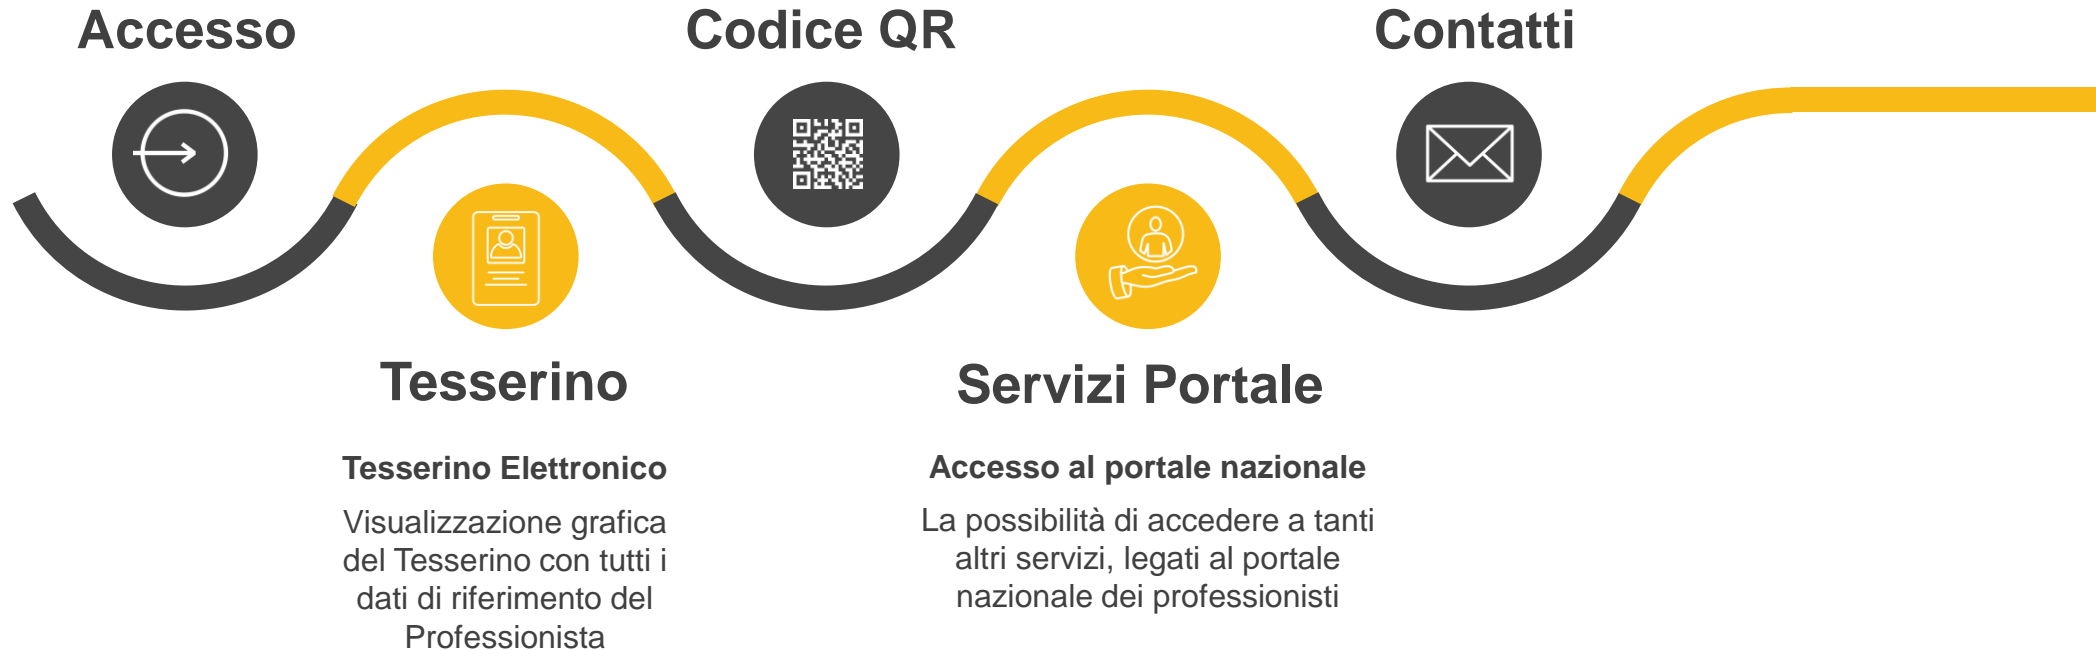 Accesso
Codice QR
Contatti
Tesserino
Tesserino Elettronico
Visualizzazione grafica
del Tesserino con tutti i
dati di riferimento del
Professionista
Servizi Portale
Accesso al portale nazionale
La possibilità di accedere a tanti
altri servizi, legati al portale
nazionale dei professionisti